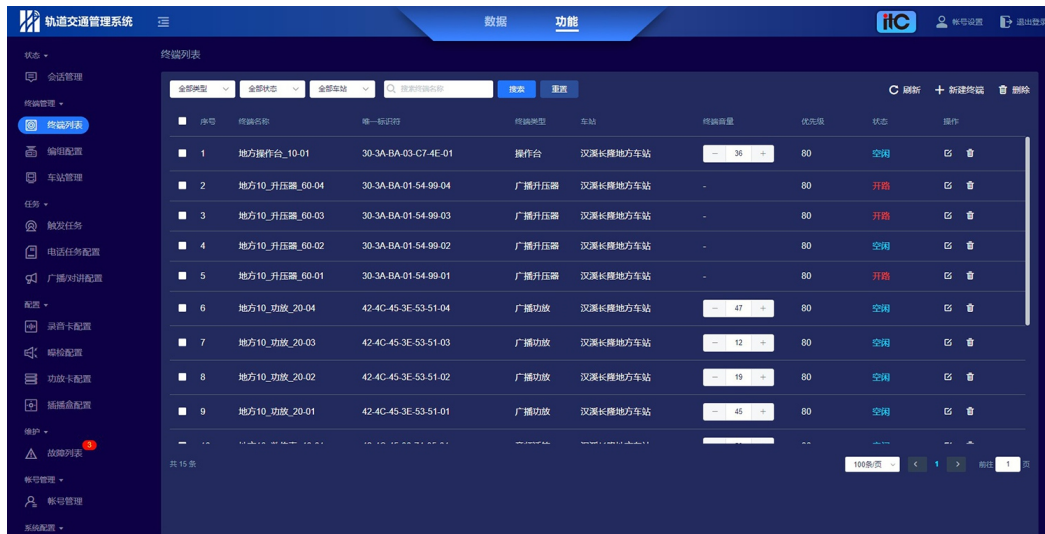 轨道交通管理系统
数据 功能
itC 帐号设置 退出登录
状态
会话管理
终端管理
终端列表
编组配置
车站管理
任务
触发任务
电话任务配置
广播/对讲配置
配置
录音卡配置
噪检配置
功放卡配置
插播盒配置
维护
故障列表 3
帐号管理
帐号管理
系统配置
终端列表
全部类型 全部状态 全部车站 搜索终端名称 搜索 重置 刷新 新建终端 删除
序号 终端名称 唯一标识符 终端类型 车站 终端音量 优先级 状态 操作
1 地方操作台_10-01 30-3A-BA-03-C7-4E-01 操作台 汉溪长隆地方车站 − 36 + 80 空闲
2 地方10_升压器_60-04 30-3A-BA-01-54-99-04 广播升压器 汉溪长隆地方车站 - 80 开路
3 地方10_升压器_60-03 30-3A-BA-01-54-99-03 广播升压器 汉溪长隆地方车站 - 80 开路
4 地方10_升压器_60-02 30-3A-BA-01-54-99-02 广播升压器 汉溪长隆地方车站 - 80 空闲
5 地方10_升压器_60-01 30-3A-BA-01-54-99-01 广播升压器 汉溪长隆地方车站 - 80 开路
6 地方10_功放_20-04 42-4C-45-3E-53-51-04 广播功放 汉溪长隆地方车站 − 47 + 80 空闲
7 地方10_功放_20-03 42-4C-45-3E-53-51-03 广播功放 汉溪长隆地方车站 − 12 + 80 空闲
8 地方10_功放_20-02 42-4C-45-3E-53-51-02 广播功放 汉溪长隆地方车站 − 19 + 80 空闲
9 地方10_功放_20-01 42-4C-45-3E-53-51-01 广播功放 汉溪长隆地方车站 − 45 + 80 空闲
共 15 条 100条/页 < 1 > 前往 1 页